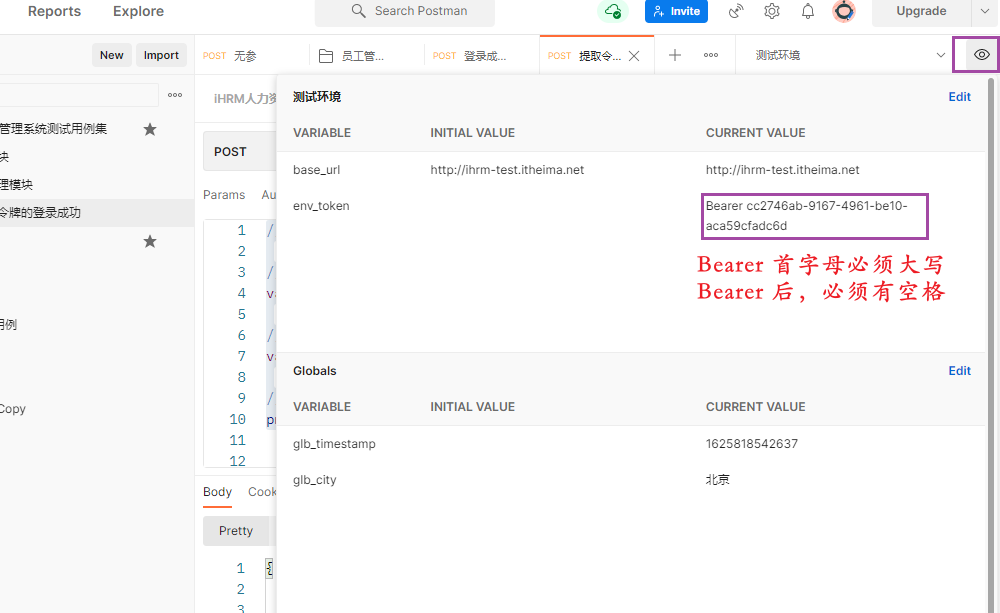 Reports Explore Search Postman Invite Upgrade
New Import POST 无参 员工管... POST 登录成... POST 提取令... 测试环境
iHRM人力资
测试环境 Edit
VARIABLE INITIAL VALUE CURRENT VALUE
管理系统测试用例集
POST
块
base_url http://ihrm-test.itheima.net http://ihrm-test.itheima.net
理模块
Params Au
env_token Bearer cc2746ab-9167-4961-be10-
aca59cfadc6d
令牌的登录成功
1 /
2
3 /
4 v
5
6 /
7 v
8
9 /
10 p
11
12
Bearer 首字母必须大写
Bearer 后，必须有空格
用例
Copy
Globals Edit
VARIABLE INITIAL VALUE CURRENT VALUE
glb_timestamp 1625818542637
glb_city 北京
Body Cook
Pretty
1 {
2
3